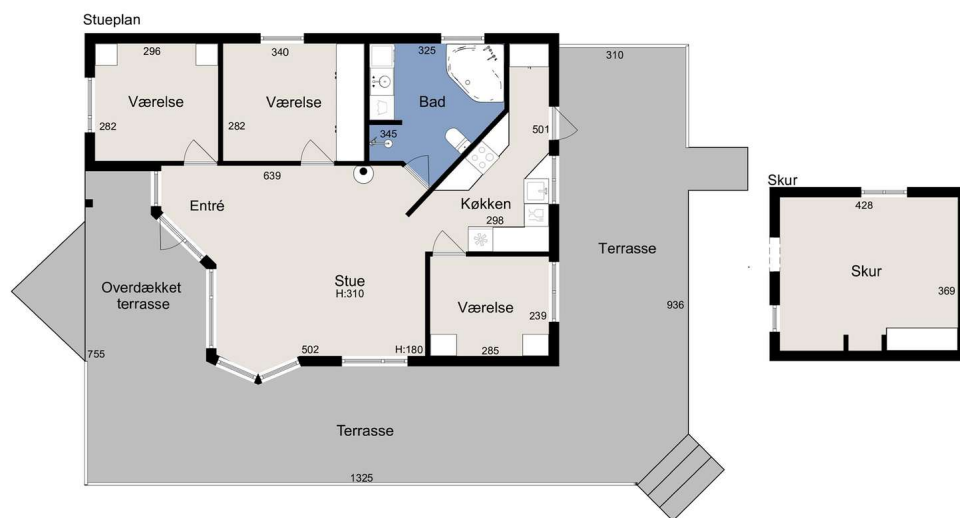 Stueplan
296
340
325
310
Værelse
Værelse
Bad
282
282
345
501
639
Skur
428
Entré
Køkken
298
Terrasse
Skur
Stue
H:310
Overdækket
terrasse
Værelse
239
936
369
755
502
H:180
285
Terrasse
1325